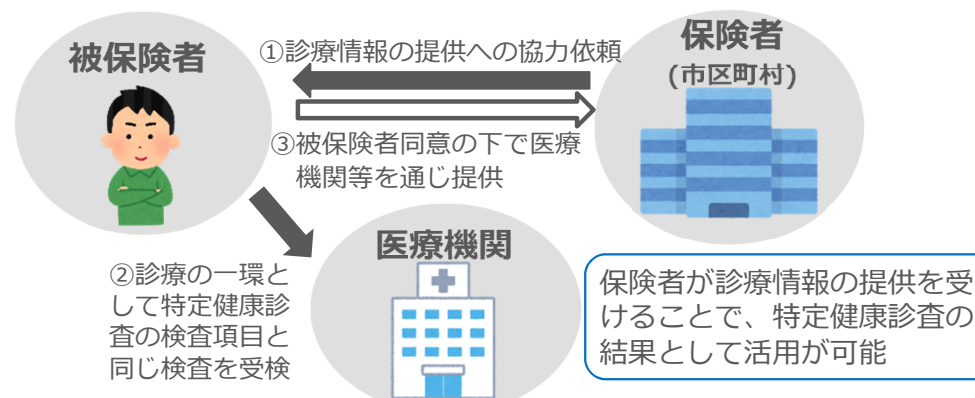 被保険者
①診療情報の提供への協力依頼
保険者
(市区町村)
③被保険者同意の下で医療
機関等を通じ提供
②診療の一環と
して特定健康診
査の検査項目と
同じ検査を受検
医療機関
保険者が診療情報の提供を受
けることで、特定健康診査の
結果として活用が可能